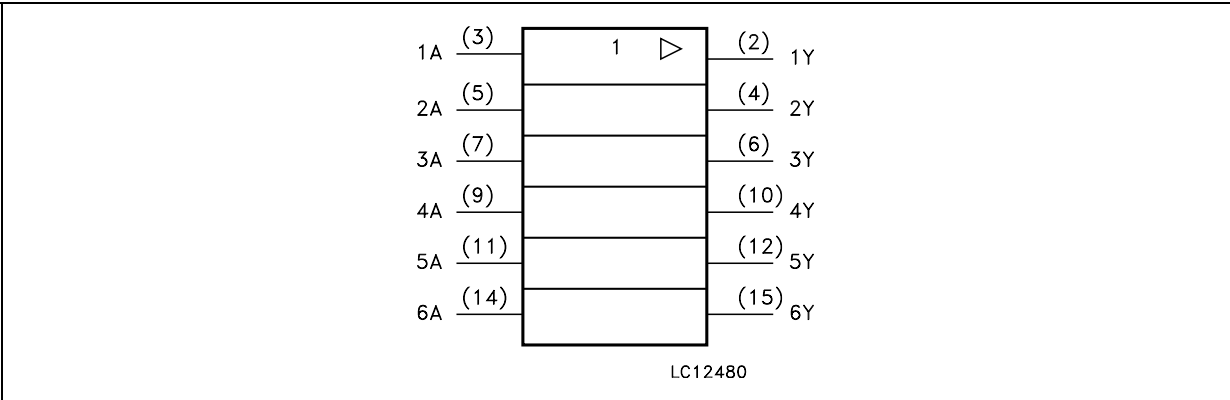 1A (3) 1 (2) 1Y
2A (5) (4) 2Y
3A (7) (6) 3Y
4A (9) (10) 4Y
5A (11) (12) 5Y
6A (14) (15) 6Y
LC12480